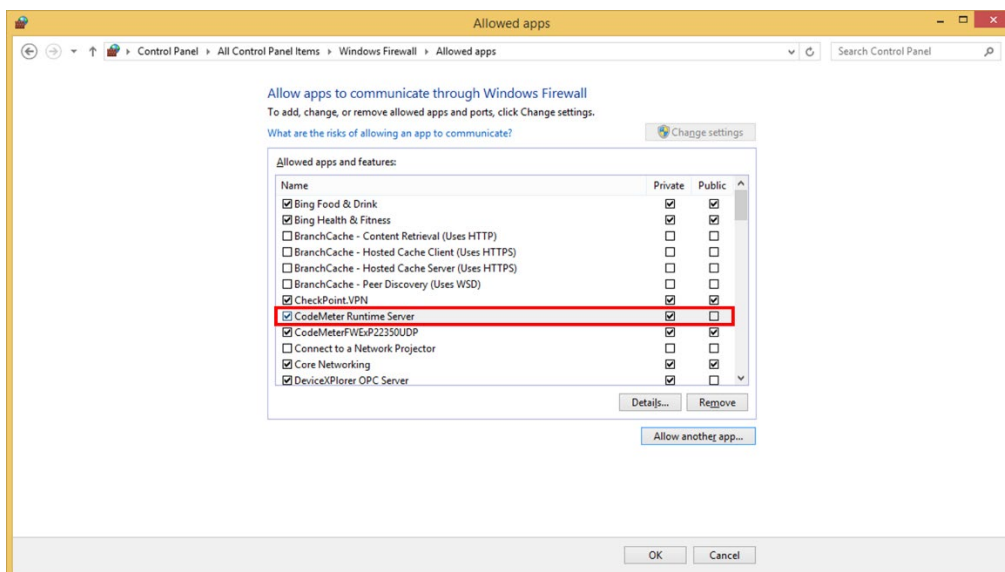 Allowed apps
Control Panel All Control Panel Items Windows Firewall Allowed apps
Search Control Panel
Allow apps to communicate through Windows Firewall
To add, change, or remove allowed apps and ports, click Change settings.
What are the risks of allowing an app to communicate?
Change settings
Allowed apps and features:
Name Private Public
Bing Food & Drink
Bing Health & Fitness
BranchCache - Content Retrieval (Uses HTTP)
BranchCache - Hosted Cache Client (Uses HTTPS)
BranchCache - Hosted Cache Server (Uses HTTPS)
BranchCache - Peer Discovery (Uses WSD)
CheckPoint.VPN
CodeMeter Runtime Server
CodeMeterFWExP22350UDP
Connect to a Network Projector
Core Networking
DeviceXPlorer OPC Server
Details... Remove
Allow another app...
OK Cancel